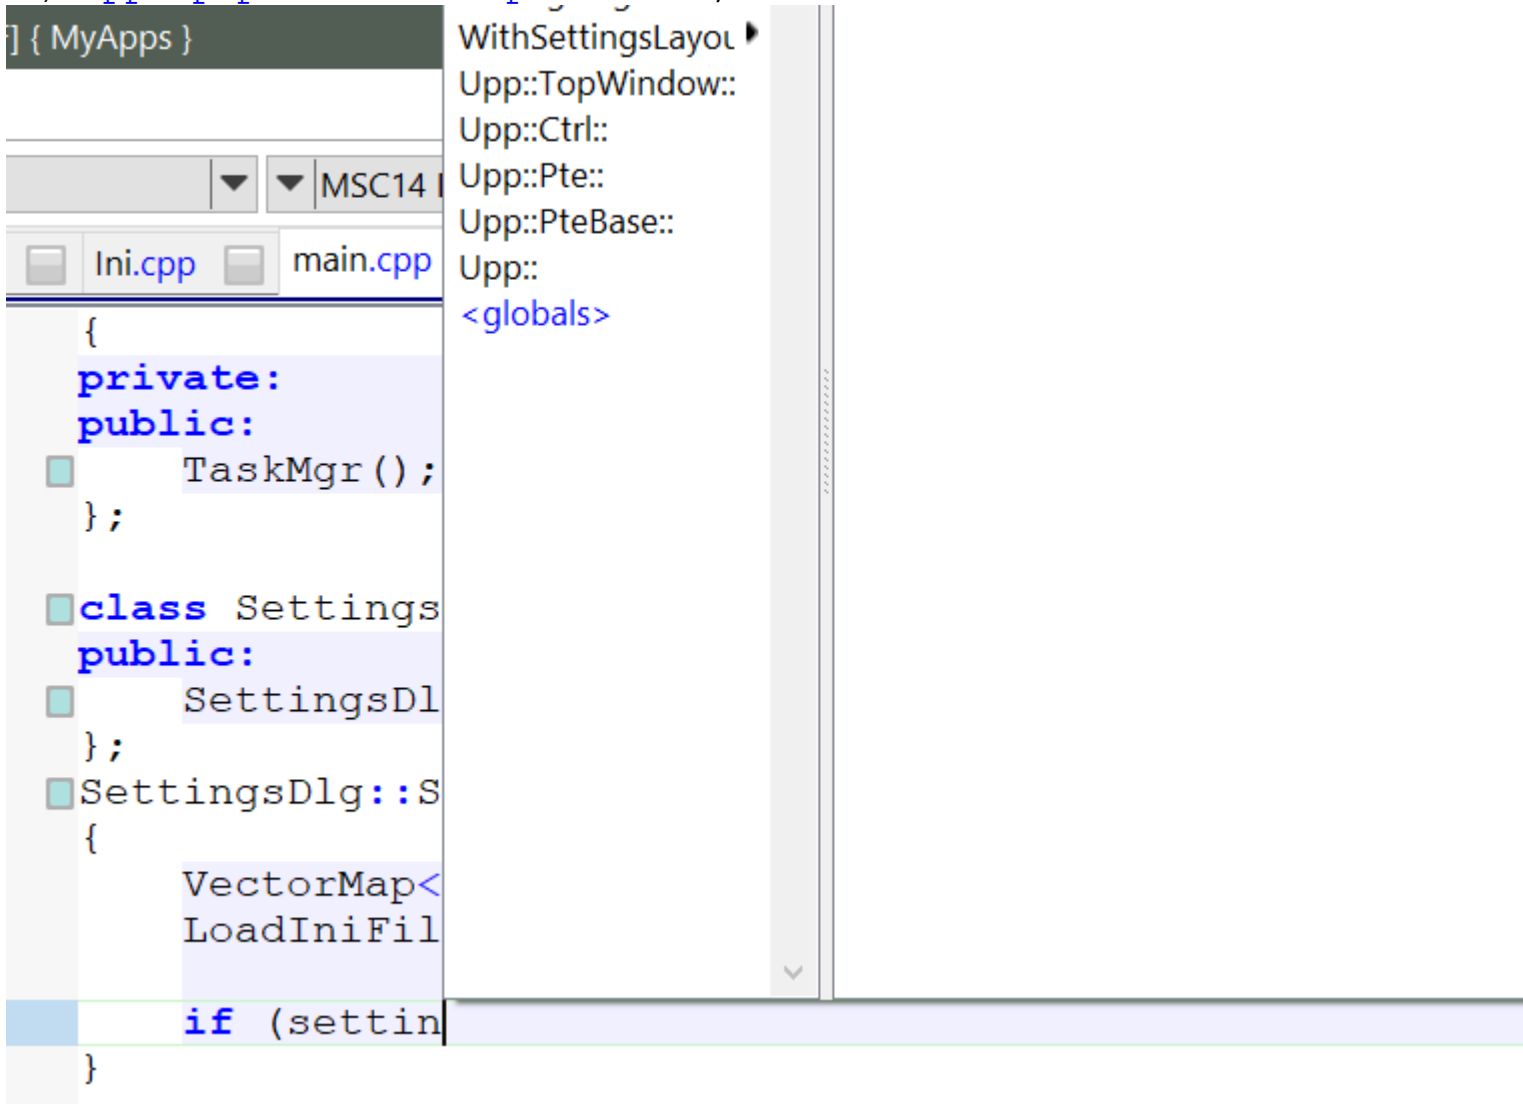 ] { MyApps }
WithSettingsLayou
Upp::TopWindow::
Upp::Ctrl::
Upp::Pte::
Upp::PteBase::
Upp::
<globals>
MSC14
Ini.cpp
main.cpp
{
private:
public:
TaskMgr();
};
class Settings
public:
SettingsDl
};
SettingsDlg::S
{
VectorMap<
LoadIniFil
if (settin
}